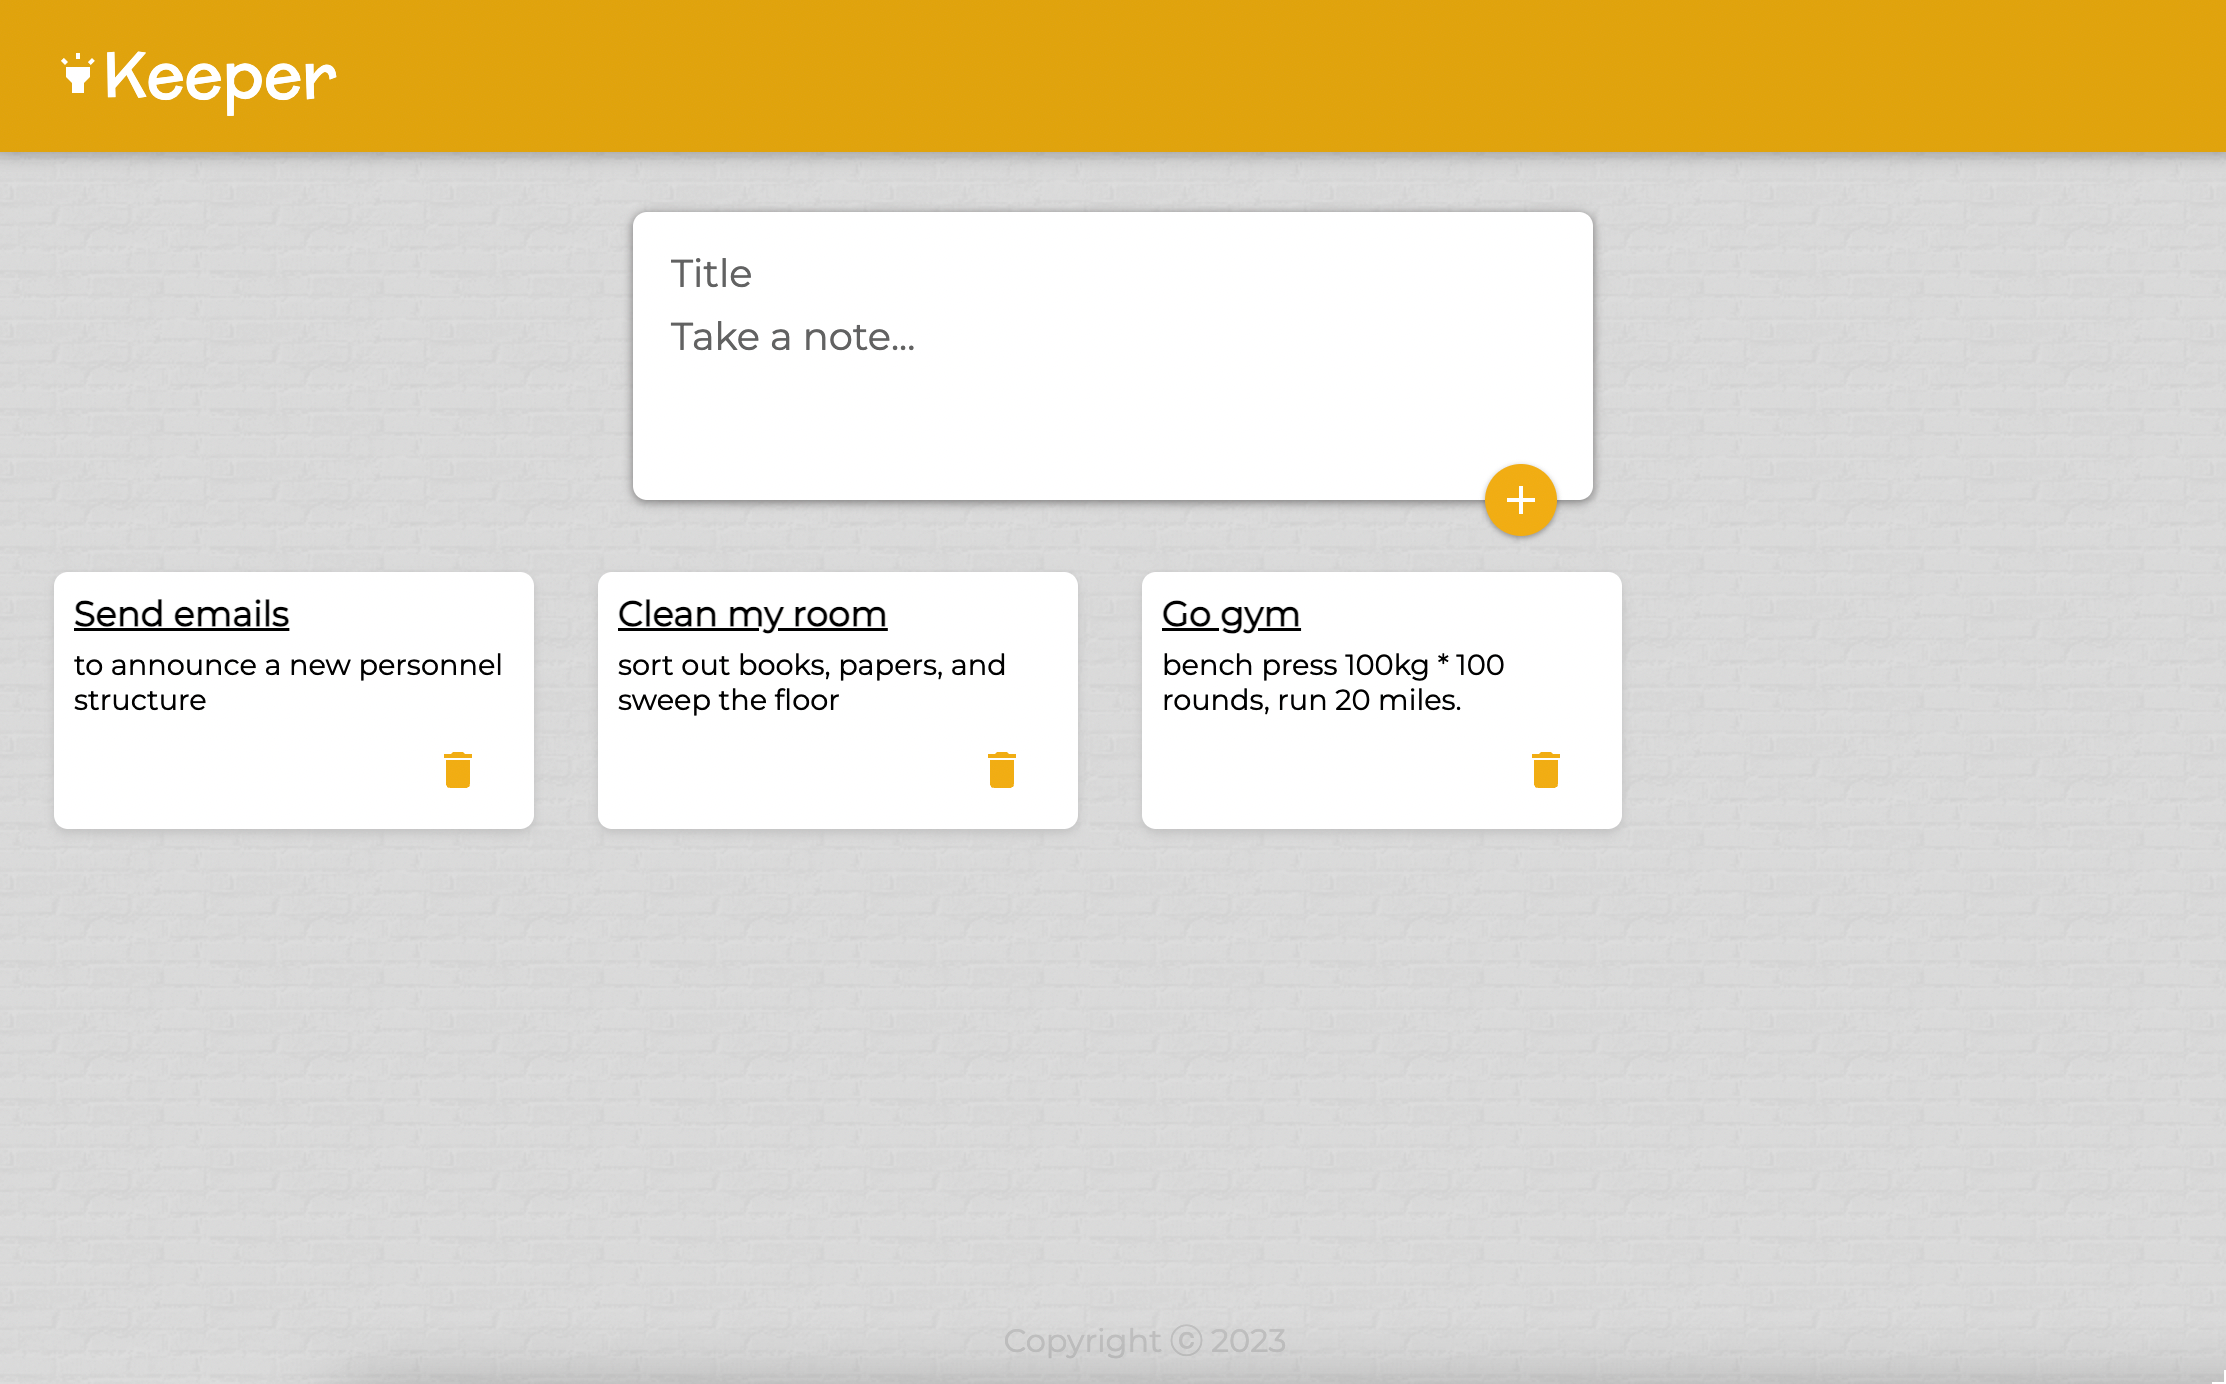 Keeper
Title
Take a note...
Send emails
to announce a new personnel
structure
Clean my room
sort out books, papers, and
sweep the floor
Go gym
bench press 100kg * 100
rounds, run 20 miles.
Copyright ⓒ 2023